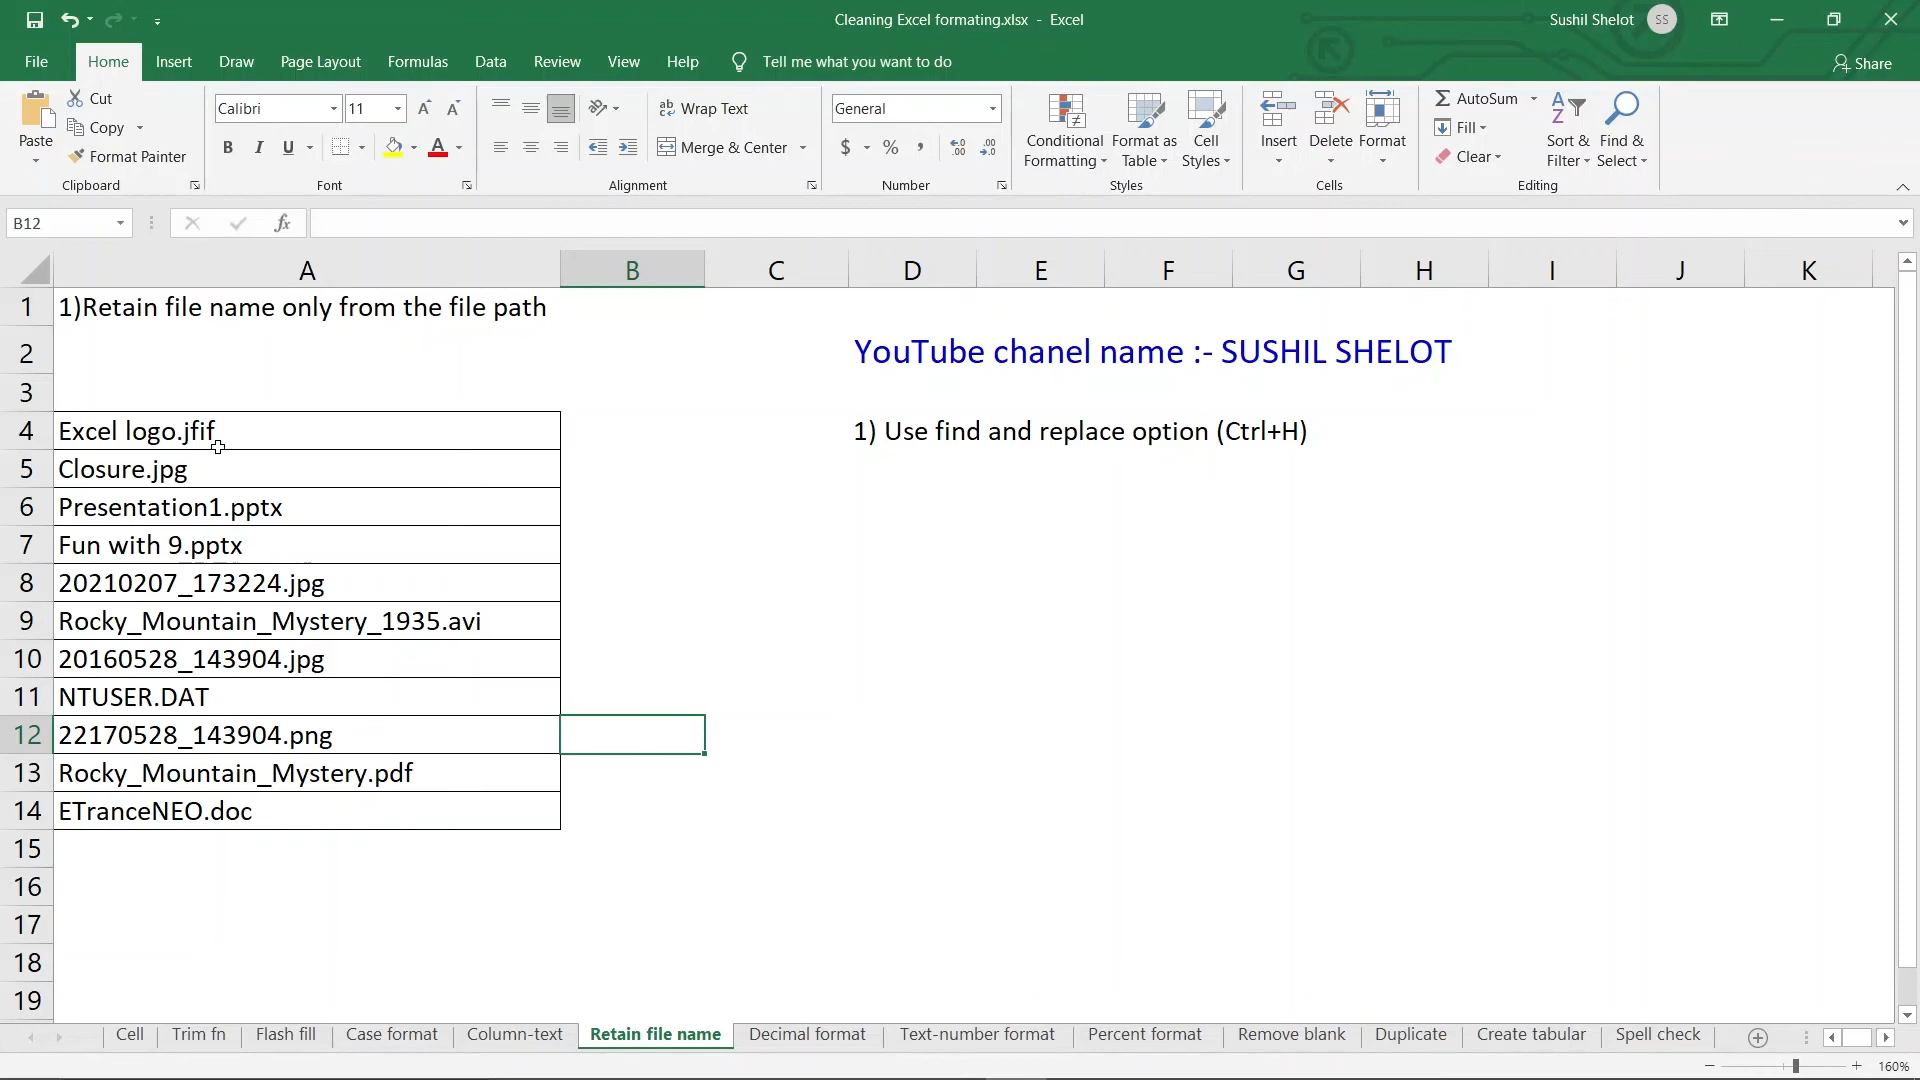 Cleaning Excel formating.xlsx - Excel
Sushil Shelot SS
File Home Insert Draw Page Layout Formulas Data Review View Help Tell me what you want to do Share
Paste
Cut
Copy
Format Painter
Clipboard
Calibri 11
B I U A
Font
ab Wrap Text
Merge & Center
Alignment
General
$ % ,
Number
Conditional Formatting
Format as Table
Cell Styles
Styles
Insert Delete Format
Cells
AutoSum
Fill
Clear
Sort & Filter
Find & Select
Editing
B12 fx
A B C D E F G H I J K
1 1)Retain file name only from the file path
2 YouTube chanel name :- SUSHIL SHELOT
3
4 Excel logo.jfif 1) Use find and replace option (Ctrl+H)
5 Closure.jpg
6 Presentation1.pptx
7 Fun with 9.pptx
8 20210207_173224.jpg
9 Rocky_Mountain_Mystery_1935.avi
10 20160528_143904.jpg
11 NTUSER.DAT
12 22170528_143904.png
13 Rocky_Mountain_Mystery.pdf
14 ETranceNEO.doc
15
16
17
18
19
Cell Trim fn Flash fill Case format Column-text Retain file name Decimal format Text-number format Percent format Remove blank Duplicate Create tabular Spell check
160%